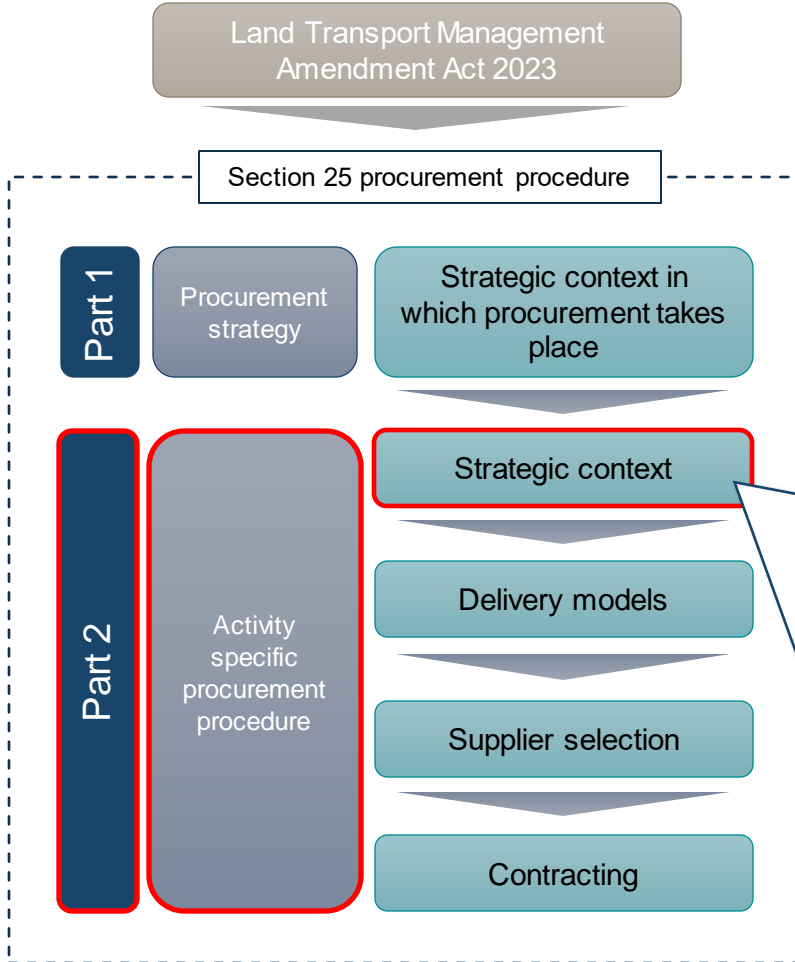 Land Transport Management
Amendment Act 2023
Section 25 procurement procedure
Part 1
Procurement
strategy
Strategic context in
which procurement takes
place
Part 2
Activity
specific
procurement
procedure
Strategic context
Delivery models
Supplier selection
Contracting